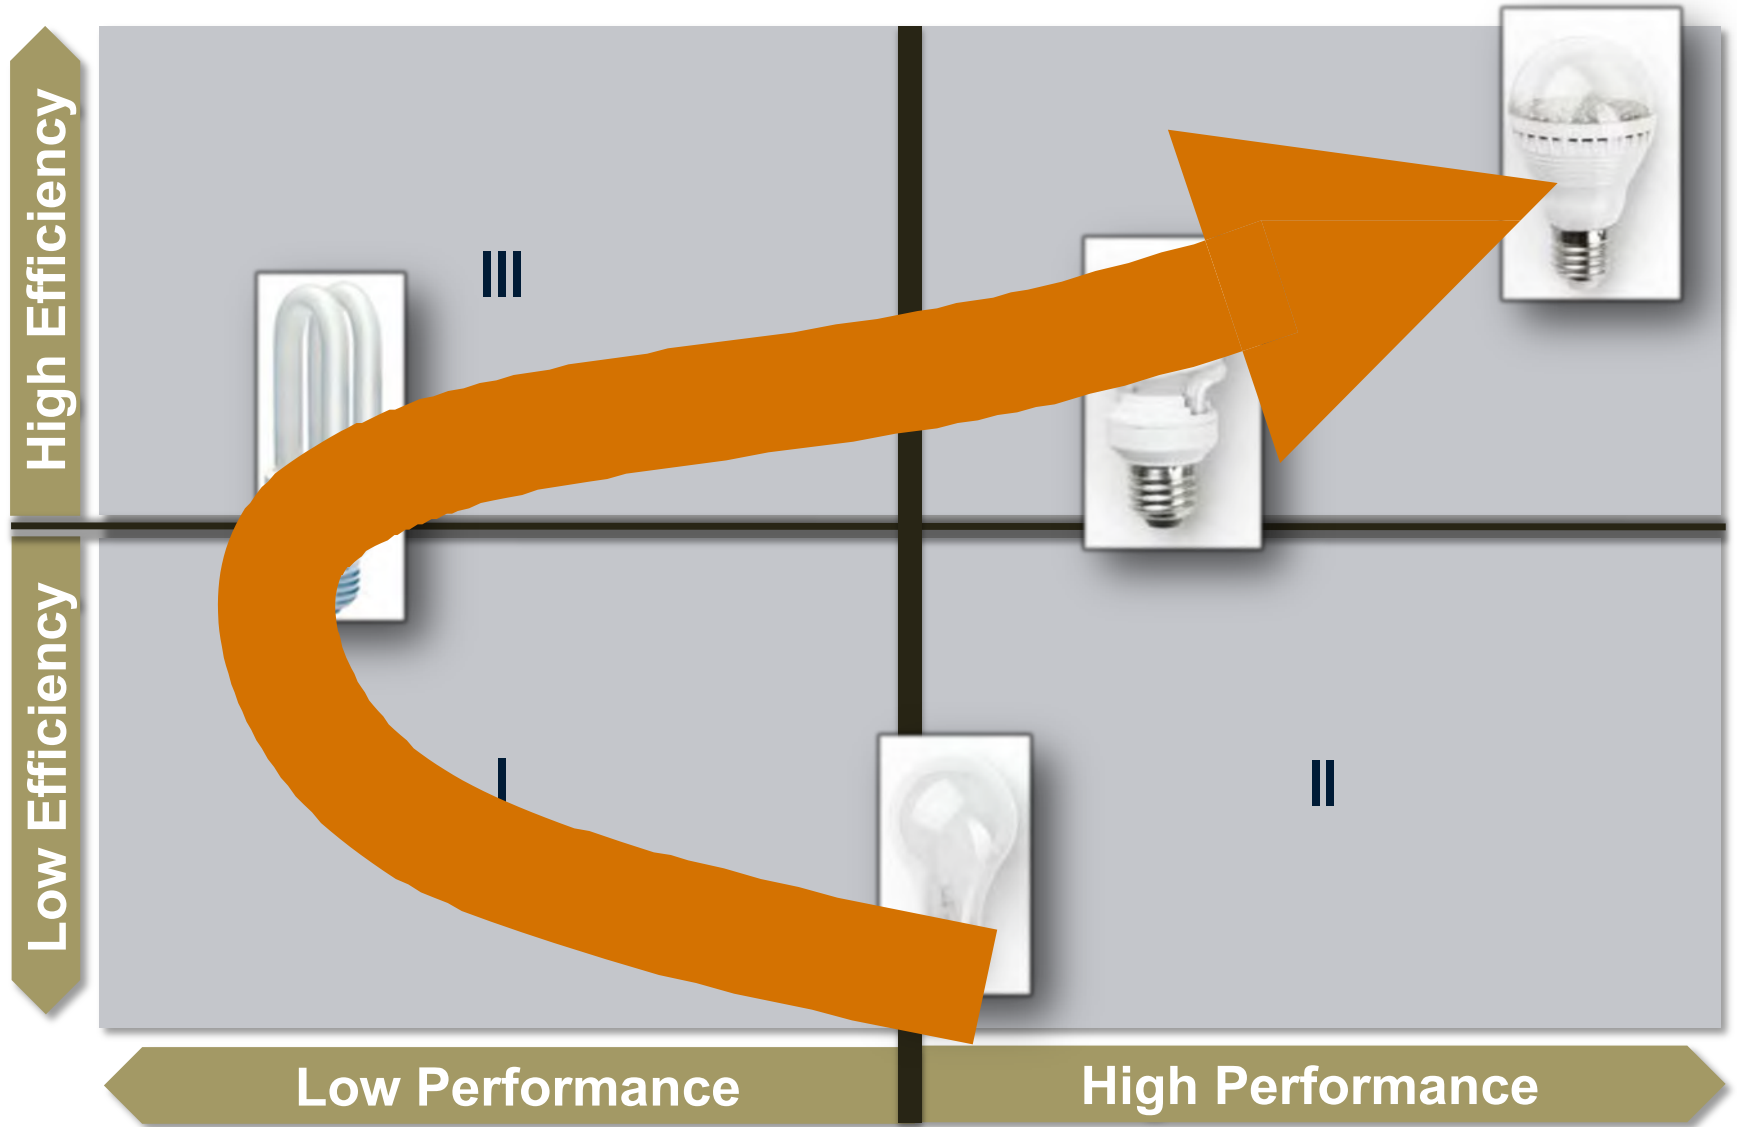 High Efficiency
III
Low Efficiency
I
II
Low Performance
High Performance